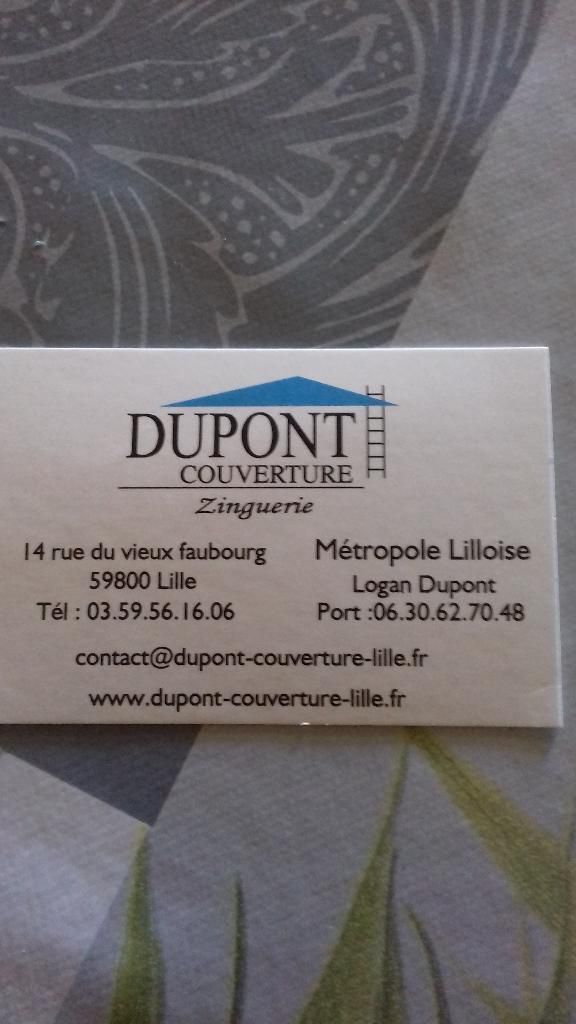 DUPONT
COUVERTURE
Zinguerie
14 rue du vieux faubourg
59800 Lille
Tél : 03.59.56.16.06
Métropole Lilloise
Logan Dupont
Port :06.30.62.70.48
contact@dupont-couverture-lille.fr
www.dupont-couverture-lille.fr